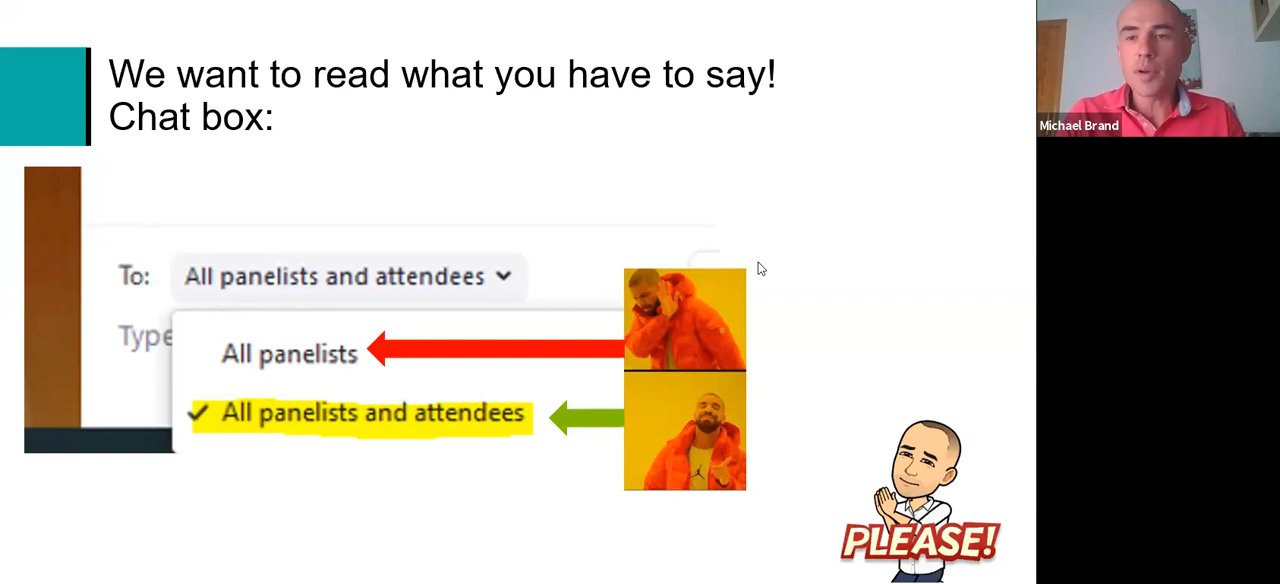 We want to read what you have to say!
Chat box:
Michael Brand
To: All panelists and attendees
Type
All panelists
All panelists and attendees
PLEASE!